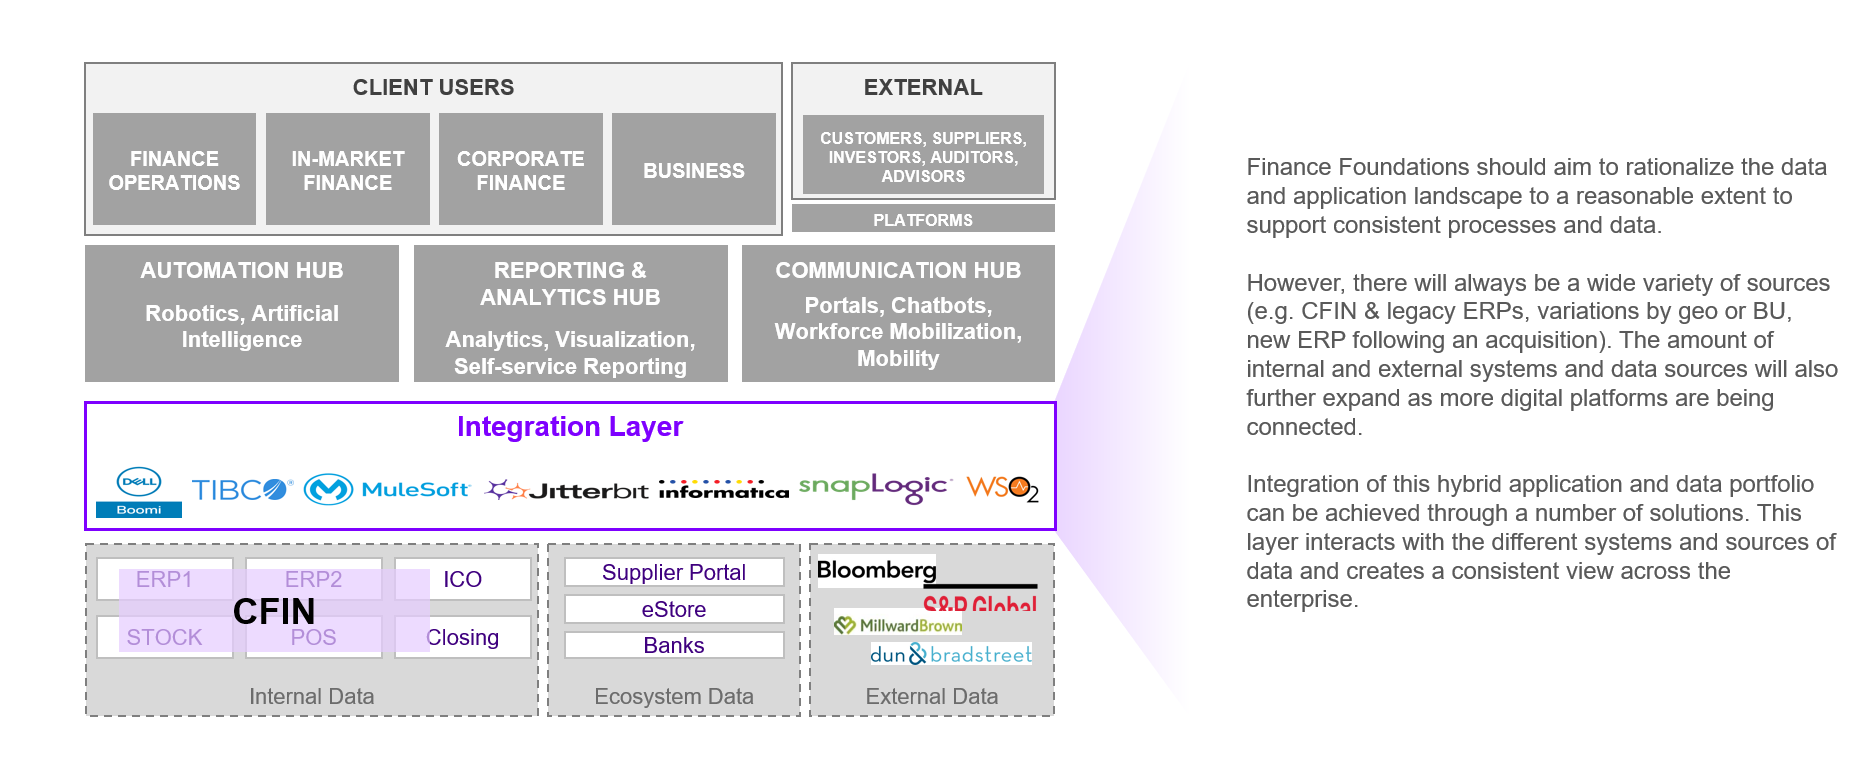 CLIENT USERS
FINANCE
OPERATIONS
IN-MARKET
FINANCE
CORPORATE
FINANCE
BUSINESS
EXTERNAL
CUSTOMERS, SUPPLIERS,
INVESTORS, AUDITORS,
ADVISORS
PLATFORMS
AUTOMATION HUB
Robotics, Artificial
Intelligence
REPORTING &
ANALYTICS HUB
Analytics, Visualization,
Self-service Reporting
COMMUNICATION HUB
Portals, Chatbots,
Workforce Mobilization,
Mobility
Integration Layer
DELL
Boomi
TIBCO®
MuleSoft
Jitterbit
informatica
snapLogic
WSO2
ERP1
ERP2
ICO
CFIN
STOCK
POS
Closing
Internal Data
Supplier Portal
eStore
Banks
Ecosystem Data
Bloomberg
S&P Global
MillwardBrown
dun & bradstreet
External Data
Finance Foundations should aim to rationalize the data
and application landscape to a reasonable extent to
support consistent processes and data.
However, there will always be a wide variety of sources
(e.g. CFIN & legacy ERPs, variations by geo or BU,
new ERP following an acquisition). The amount of
internal and external systems and data sources will also
further expand as more digital platforms are being
connected.
Integration of this hybrid application and data portfolio
can be achieved through a number of solutions. This
layer interacts with the different systems and sources of
data and creates a consistent view across the
enterprise.